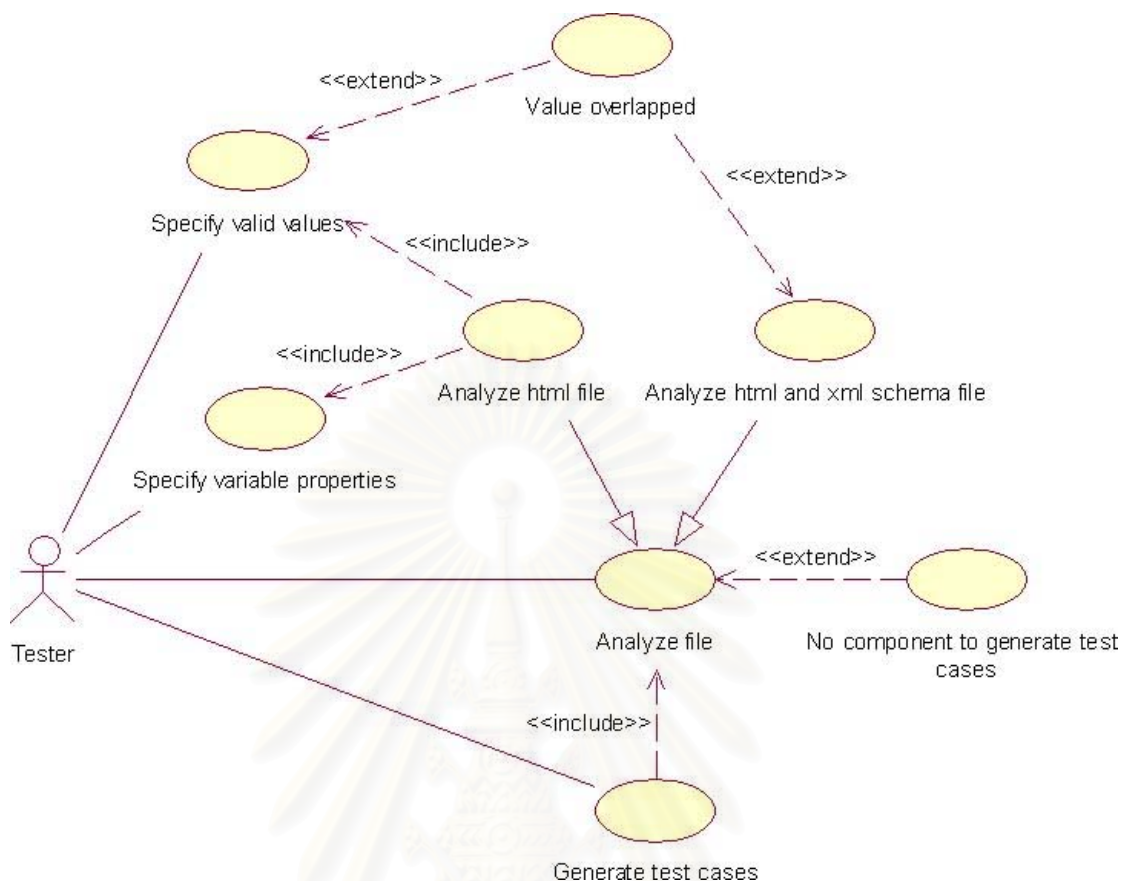 <<extend>>
Value overlapped
<<extend>>
Specify valid values
<<include>>
<<include>>
Analyze html file
Analyze html and xml schema file
Specify variable properties
<<extend>>
Tester
Analyze file
No component to generate test
cases
<<include>>
Generate test cases